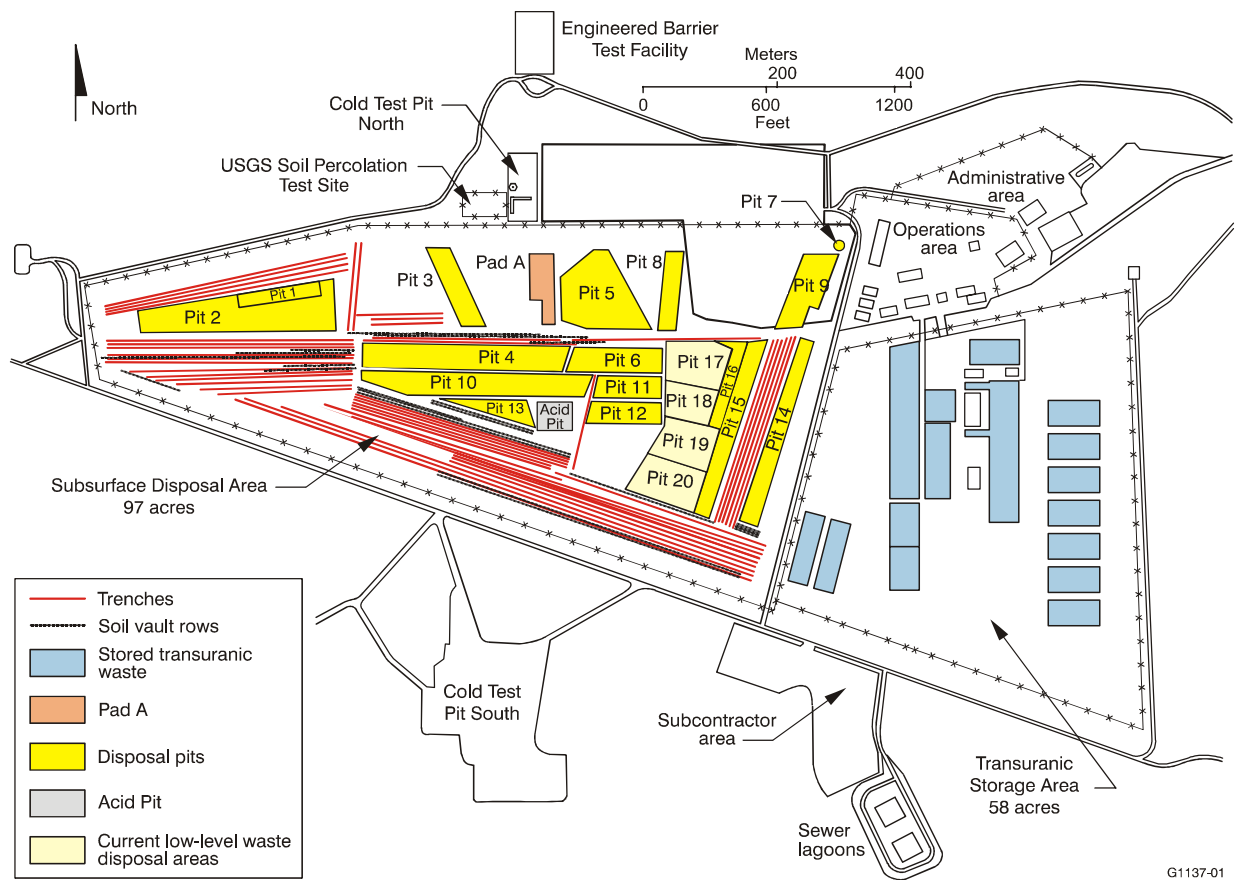 Engineered Barrier
Test Facility
Meters
200
400
0
600
1200
Feet
North
Cold Test Pit
North
USGS Soil Percolation
Test Site
Administrative
area
Pit 7
Operations
area
Pit 3
Pad A
Pit 5
Pit 8
Pit 9
Pit 1
Pit 2
Pit 4
Pit 6
Pit 17
Pit 16
Pit 10
Pit 11
Pit 18
Pit 15
Pit 14
Pit 13
Acid
Pit
Pit 12
Pit 19
Pit 20
Subsurface Disposal Area
97 acres
Trenches
Soil vault rows
Stored transuranic
waste
Pad A
Disposal pits
Acid Pit
Current low-level waste
disposal areas
Cold Test
Pit South
Subcontractor
area
Transuranic
Storage Area
58 acres
Sewer
lagoons
G1137-01